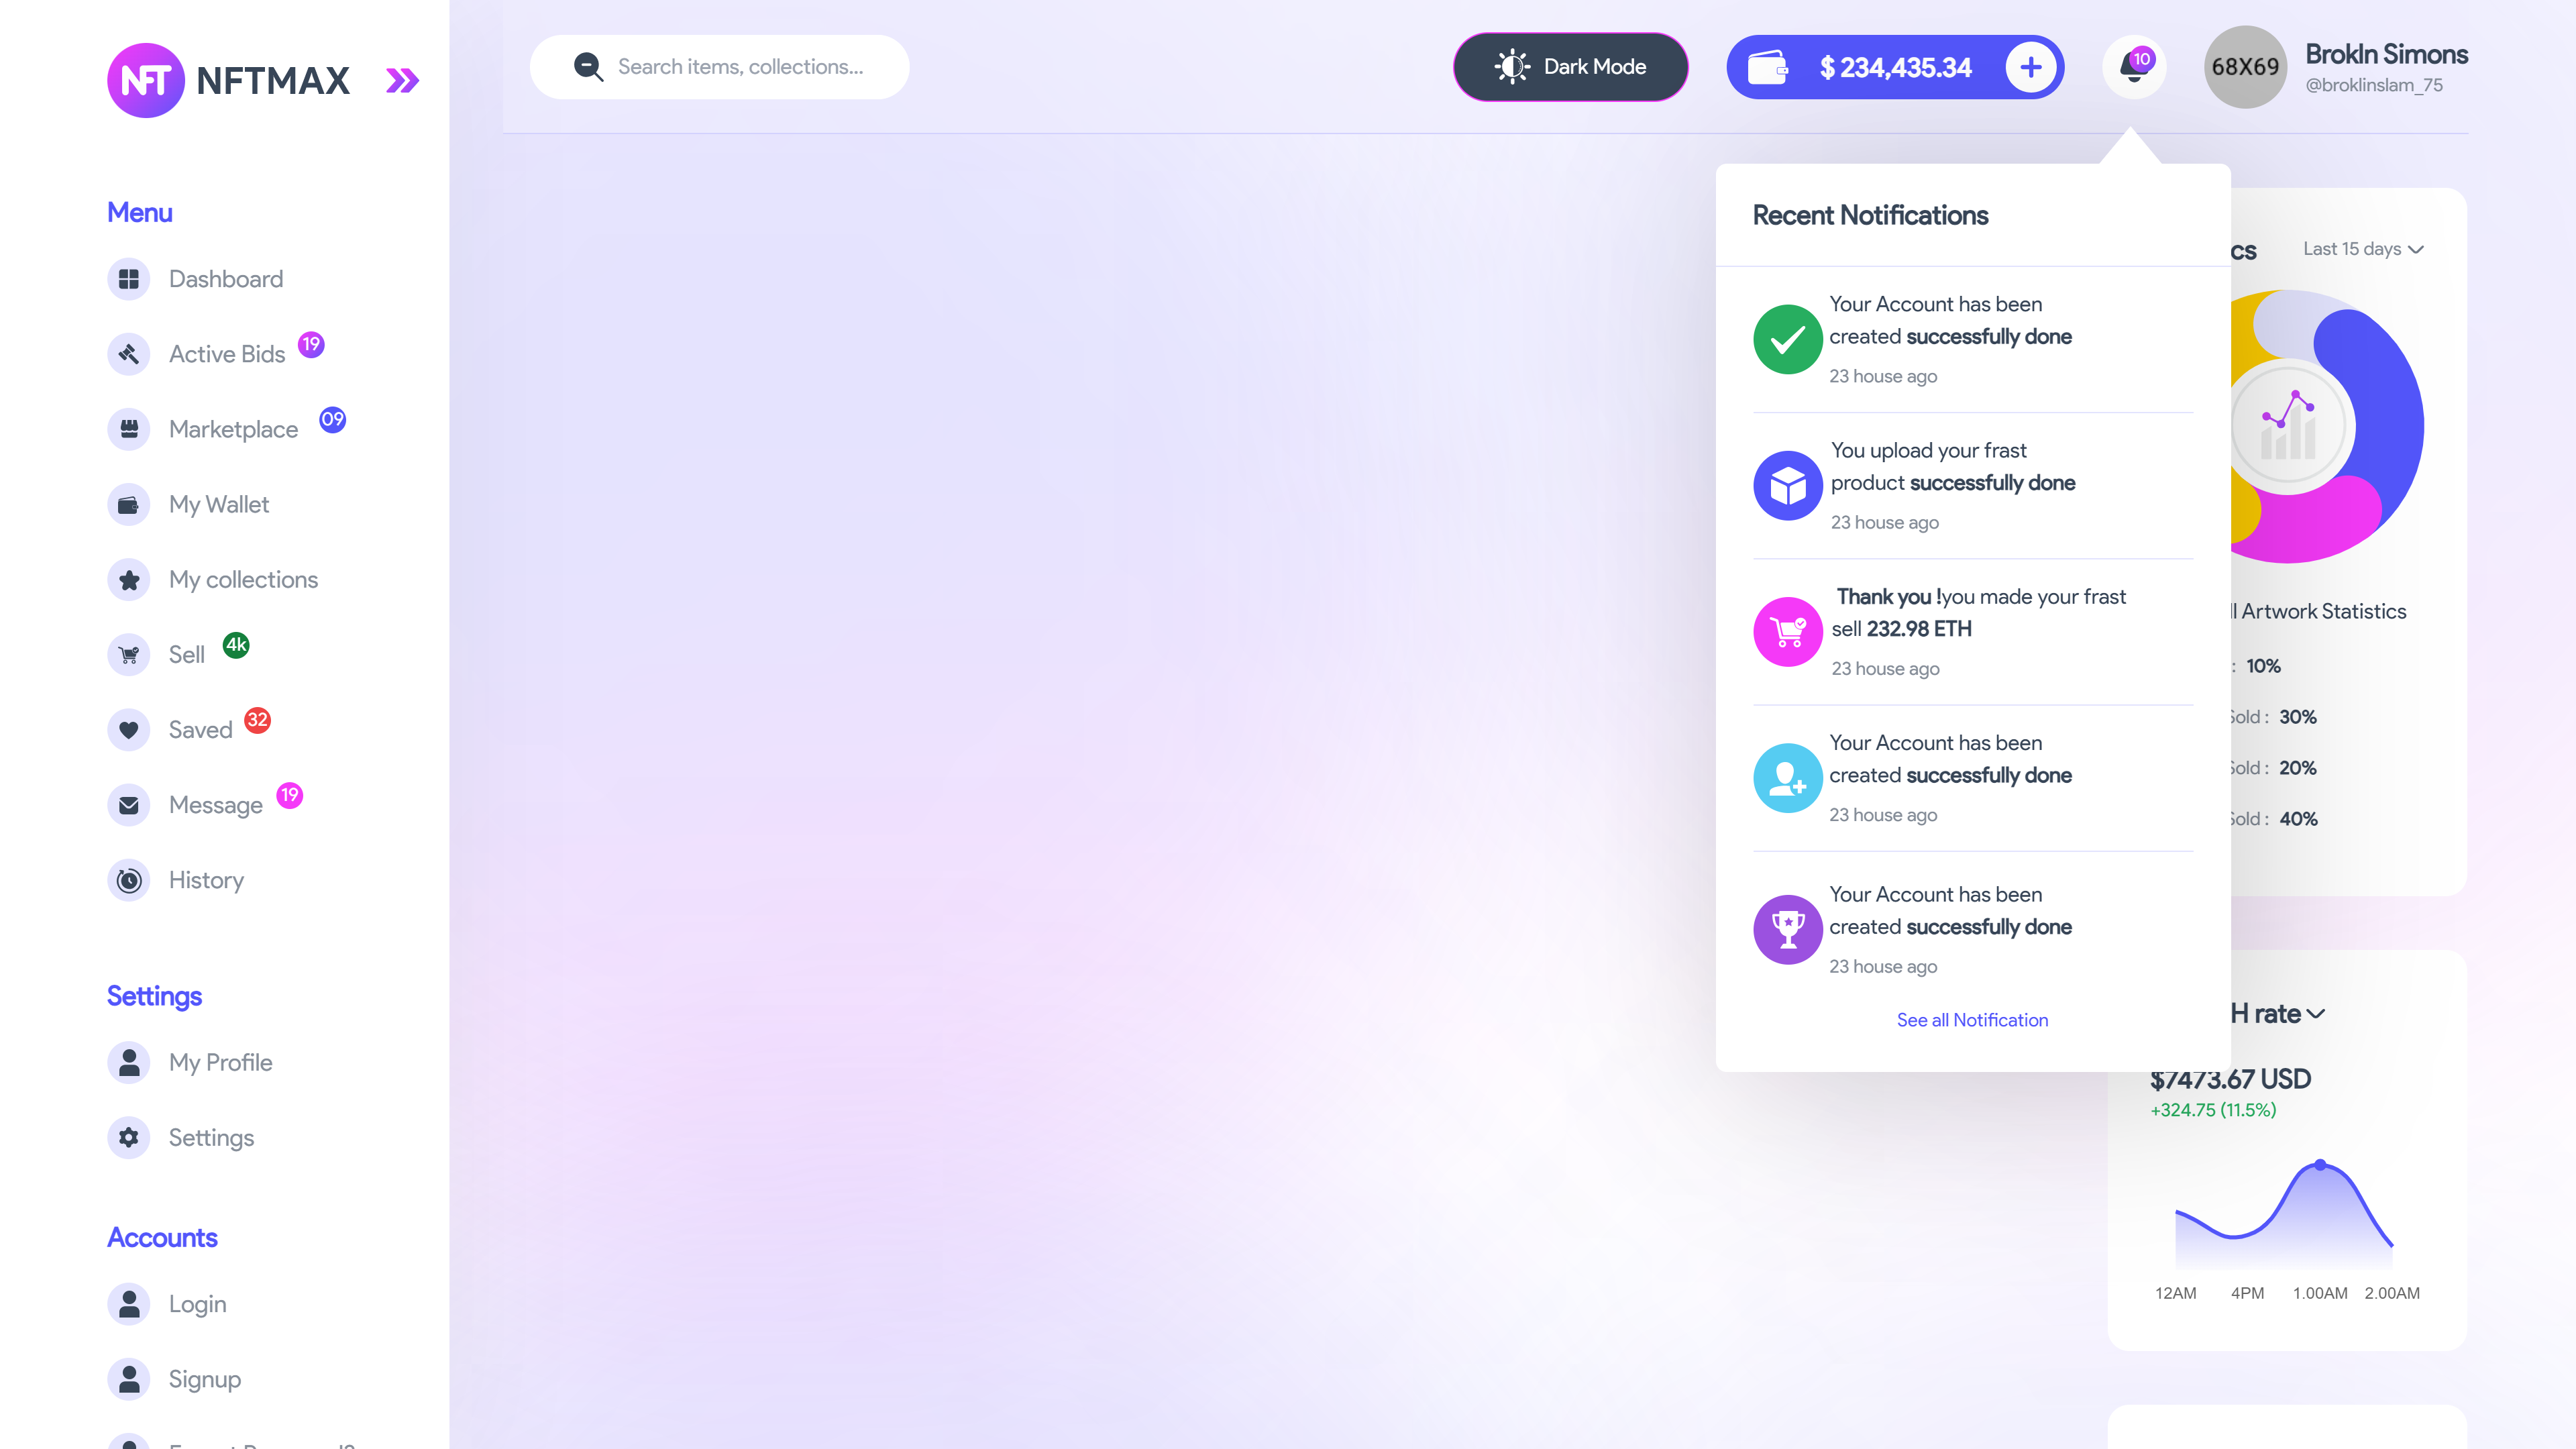 NFT NFTMAX
Search items, collections...
Dark Mode
$ 234,435.34
10
68X69
Brokln Simons
@broklinslam_75
Menu
Dashboard
Active Bids 19
Marketplace 09
My Wallet
My collections
Sell 4k
Saved 32
Message 19
History
Settings
My Profile
Settings
Accounts
Login
Signup
Recent Notifications
Your Account has been
created successfully done
23 house ago
You upload your frast
product successfully done
23 house ago
Thank you !you made your frast
sell 232.98 ETH
23 house ago
Your Account has been
created successfully done
23 house ago
Your Account has been
created successfully done
23 house ago
See all Notification
Last 15 days
Artwork Statistics
: 10%
Sold : 30%
Sold : 20%
Sold : 40%
H rate
$7473.67 USD
+324.75 (11.5%)
12AM 4PM 1.00AM 2.00AM